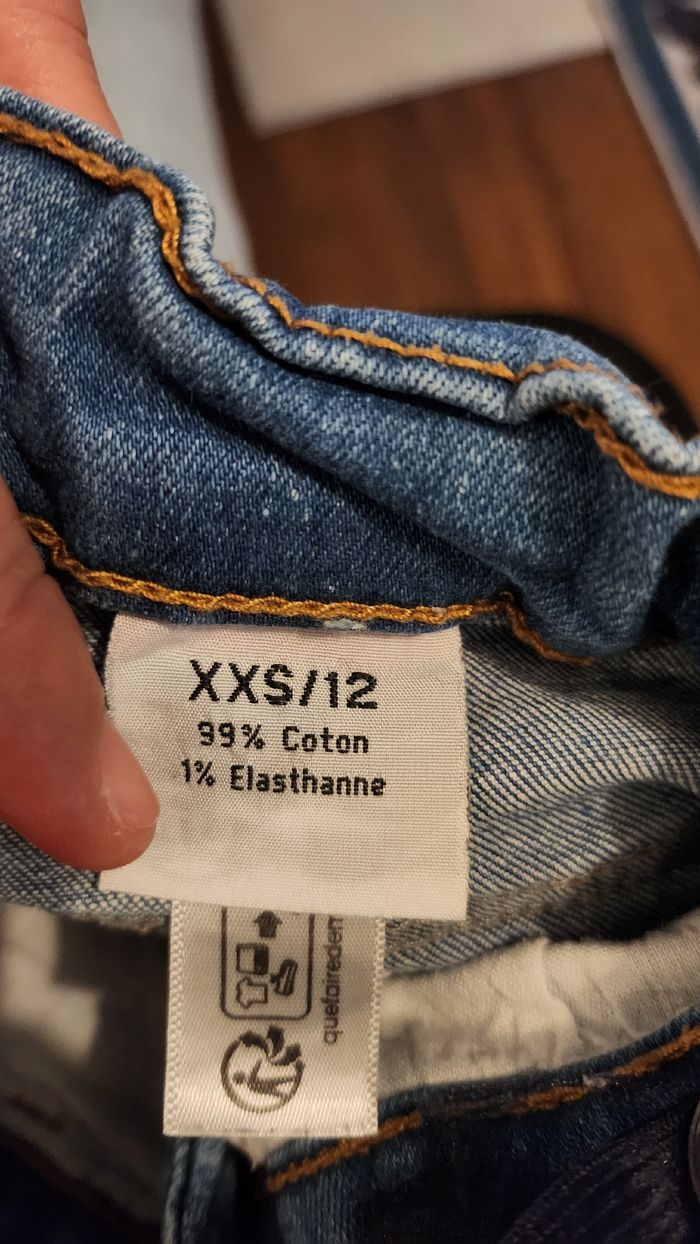 XXS/12
99% Coton
1% Elasthanne
quefairedem